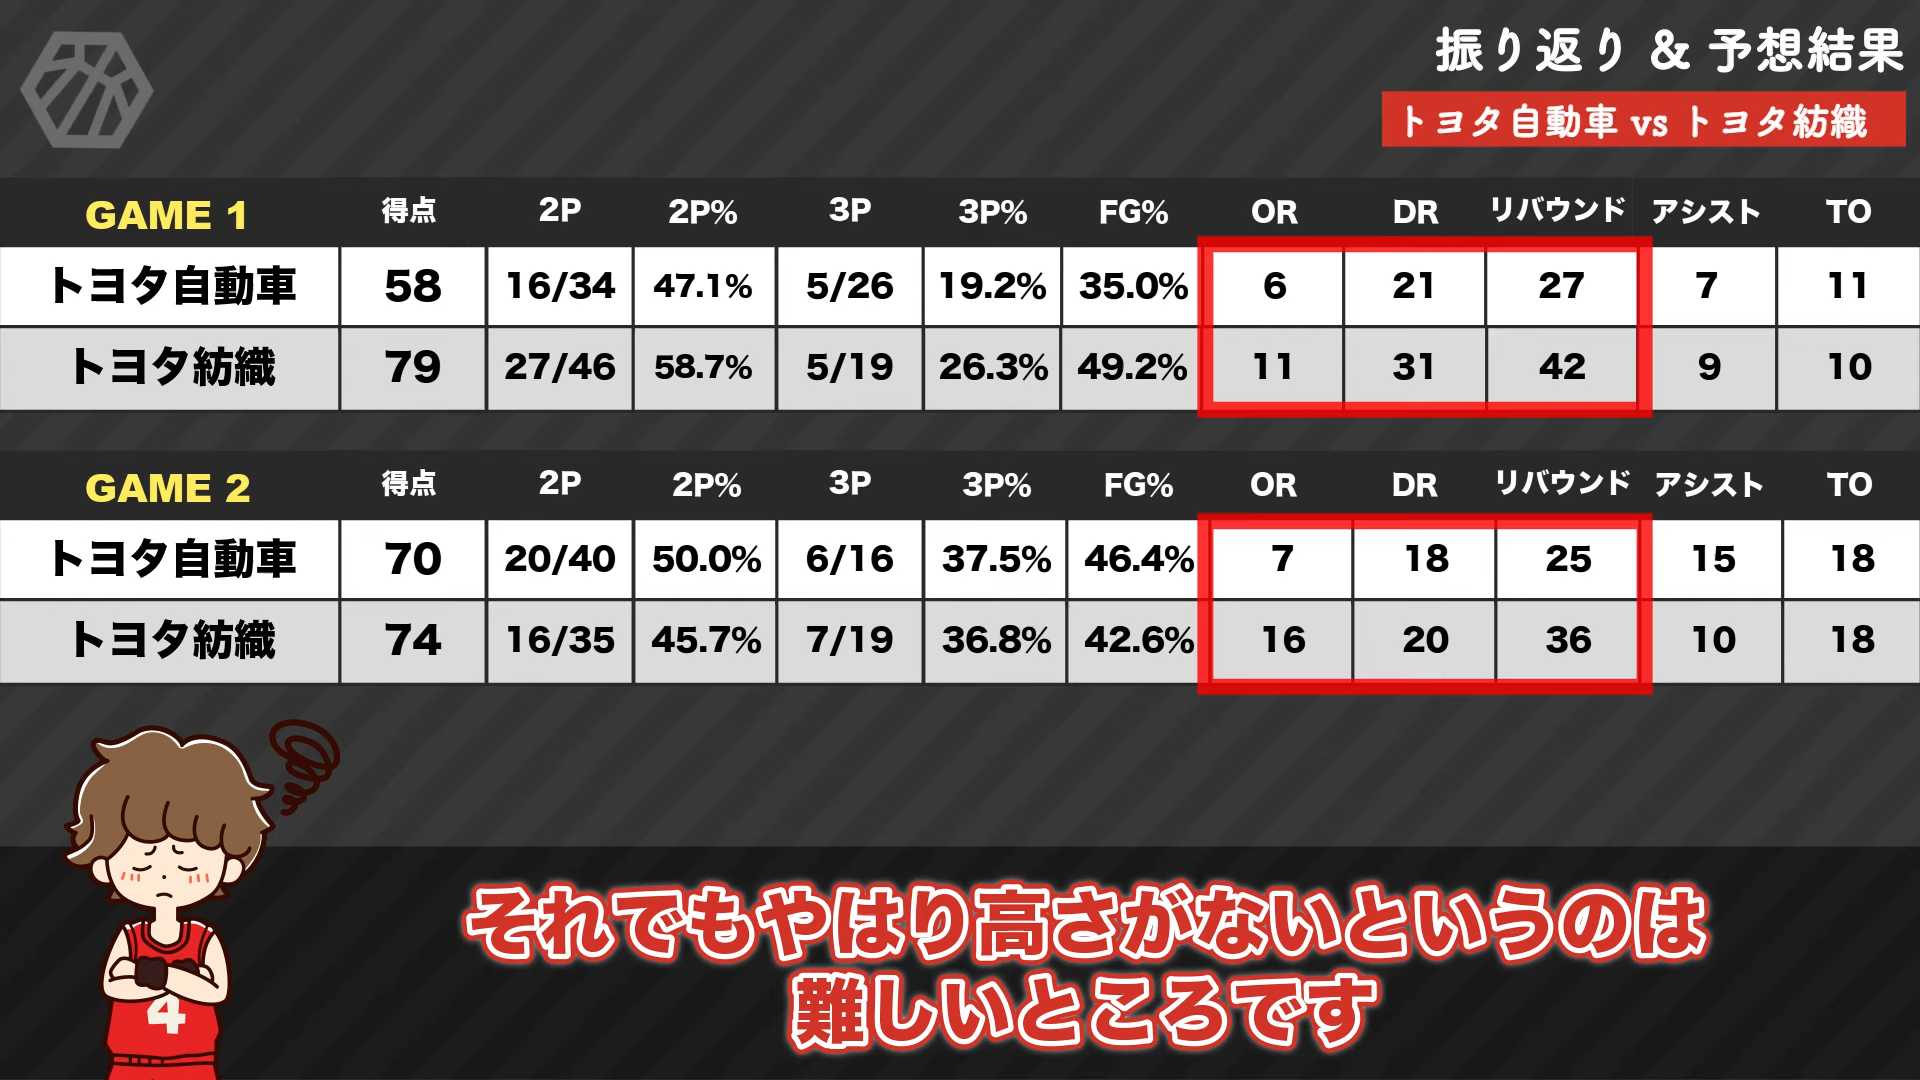 振り返り & 予想結果
トヨタ自動車 vs トヨタ紡織
GAME 1 得点 2P 2P% 3P 3P% FG% OR DR リバウンド アシスト TO
トヨタ自動車 58 16/34 47.1% 5/26 19.2% 35.0% 6 21 27 7 11
トヨタ紡織 79 27/46 58.7% 5/19 26.3% 49.2% 11 31 42 9 10
GAME 2 得点 2P 2P% 3P 3P% FG% OR DR リバウンド アシスト TO
トヨタ自動車 70 20/40 50.0% 6/16 37.5% 46.4% 7 18 25 15 18
トヨタ紡織 74 16/35 45.7% 7/19 36.8% 42.6% 16 20 36 10 18
4
それでもやはり高さがないというのは
難しいところです